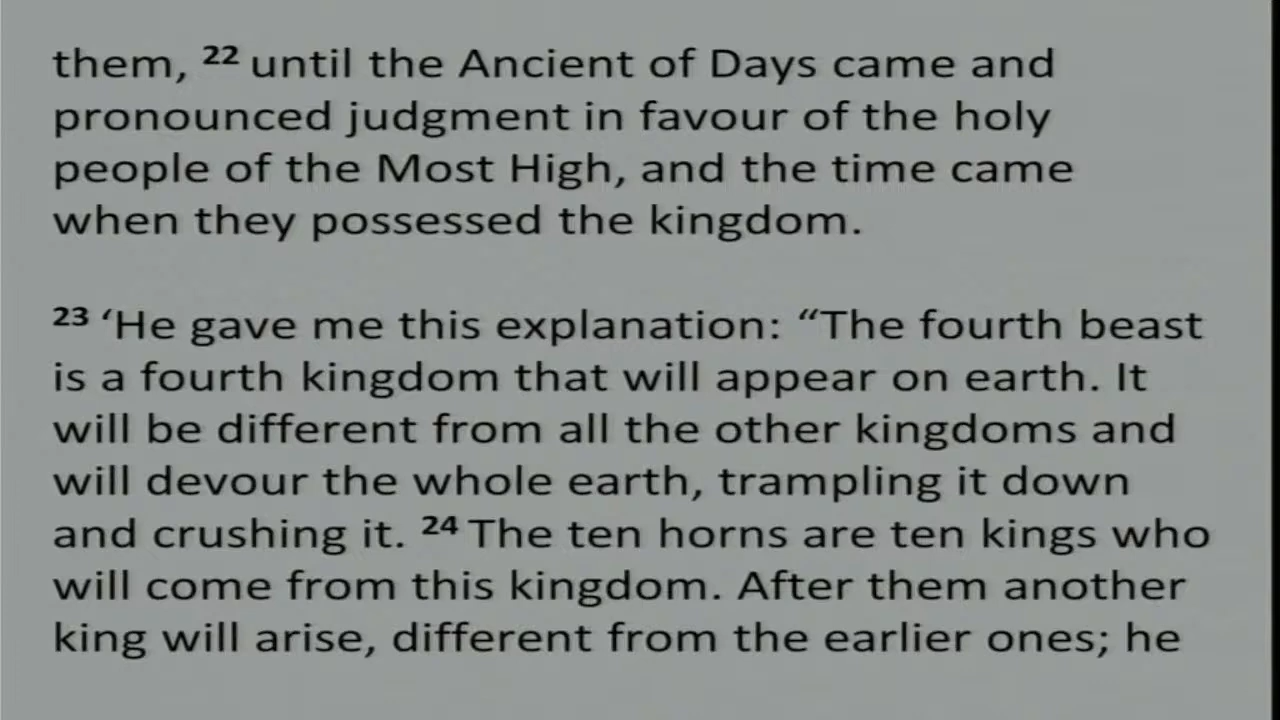 them, 22 until the Ancient of Days came and
pronounced judgment in favour of the holy
people of the Most High, and the time came
when they possessed the kingdom.
23 ‘He gave me this explanation: “The fourth beast
is a fourth kingdom that will appear on earth. It
will be different from all the other kingdoms and
will devour the whole earth, trampling it down
and crushing it. 24 The ten horns are ten kings who
will come from this kingdom. After them another
king will arise, different from the earlier ones; he